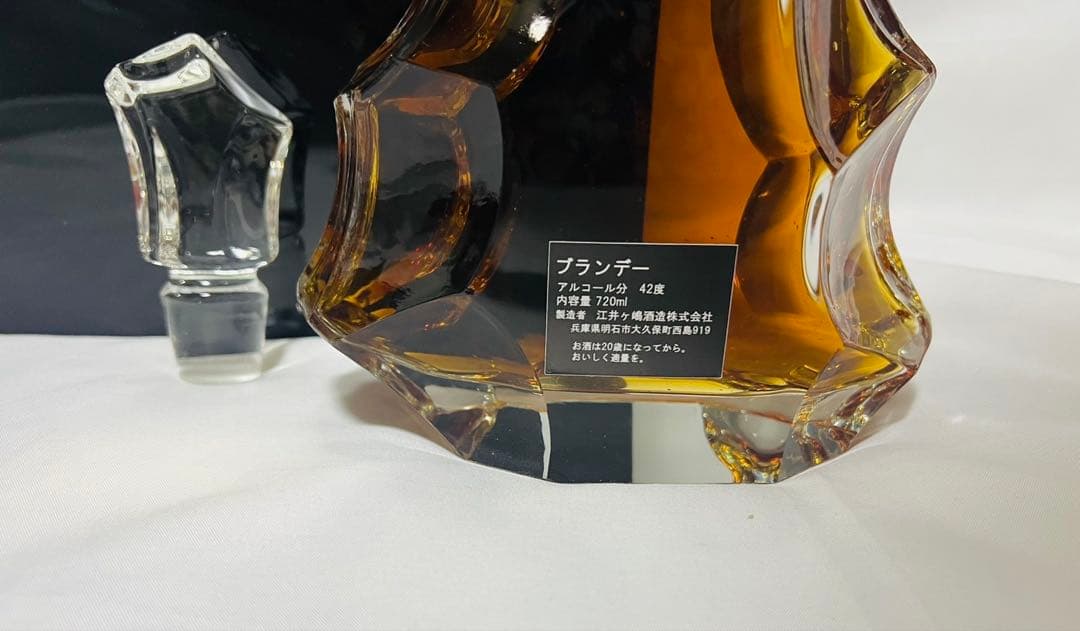 ブランデー
アルコール分 42度
内容量 720ml
製造者 江井ヶ嶋酒造株式会社
兵庫県明石市大久保町西島919
お酒は20歳になってから。
おいしく適量を。